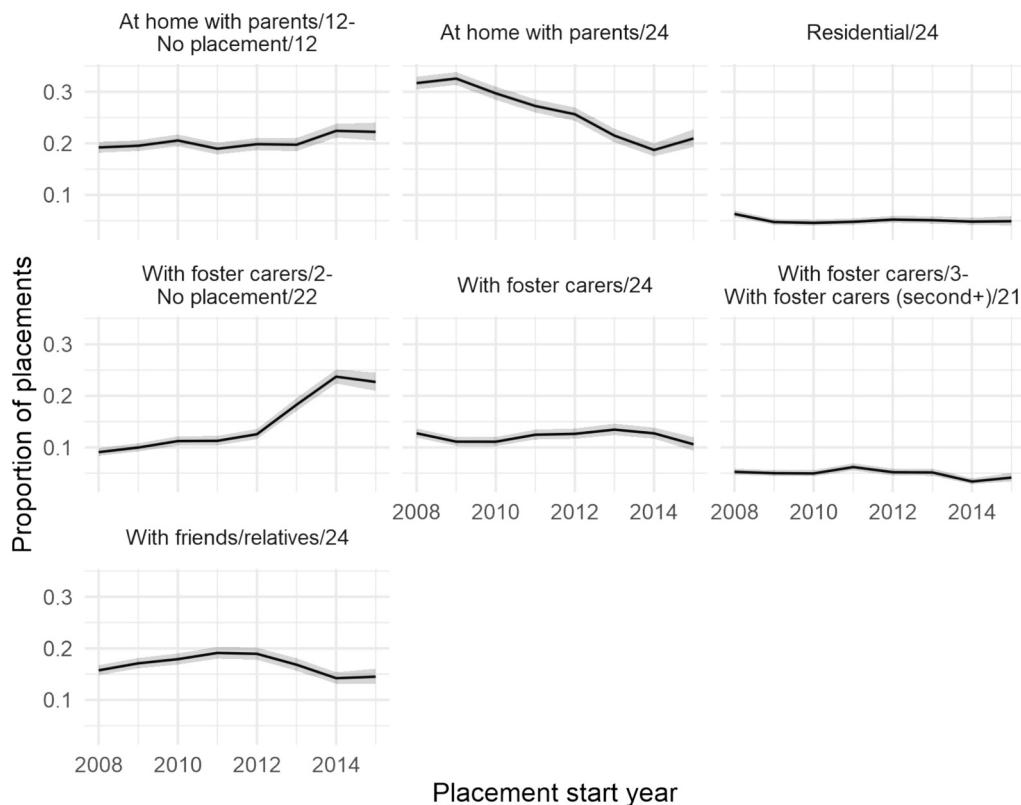 At home with parents/12-
No placement/12
At home with parents/24
Residential/24
0.3
0.2
0.1
With foster carers/2-
No placement/22
With foster carers/24
With foster carers/3-
With foster carers (second+)/21
0.3
0.2
0.1
2008 2010 2012 2014
2008 2010 2012 2014
With friends/relatives/24
0.3
0.2
0.1
2008 2010 2012 2014
Proportion of placements
Placement start year